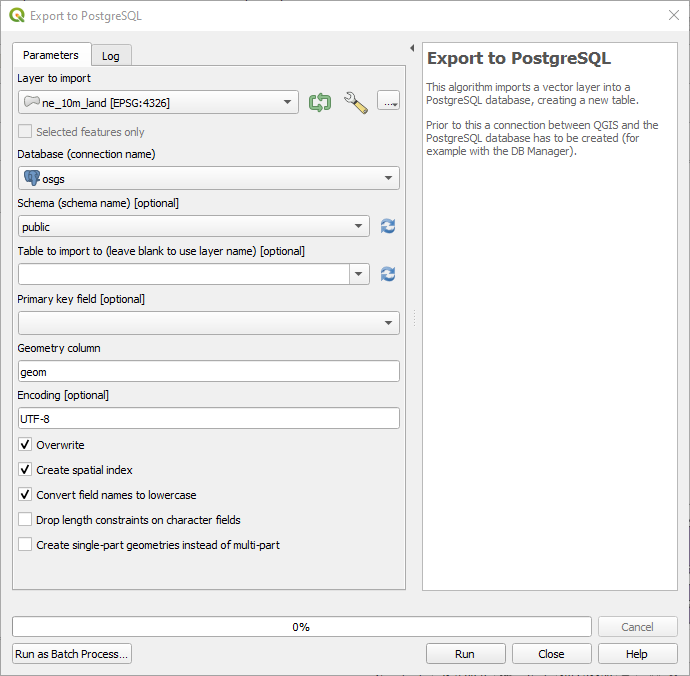 Export to PostgreSQL
Parameters
Log
Layer to import
ne_10m_land [EPSG:4326]
...
Selected features only
Database (connection name)
osgs
Schema (schema name) [optional]
public
Table to import to (leave blank to use layer name) [optional]
Primary key field [optional]
Geometry column
geom
Encoding [optional]
UTF-8
Overwrite
Create spatial index
Convert field names to lowercase
Drop length constraints on character fields
Create single-part geometries instead of multi-part
Export to PostgreSQL
This algorithm imports a vector layer into a
PostgreSQL database, creating a new table.
Prior to this a connection between QGIS and the
PostgreSQL database has to be created (for
example with the DB Manager).
0%
Cancel
Run as Batch Process...
Run
Close
Help